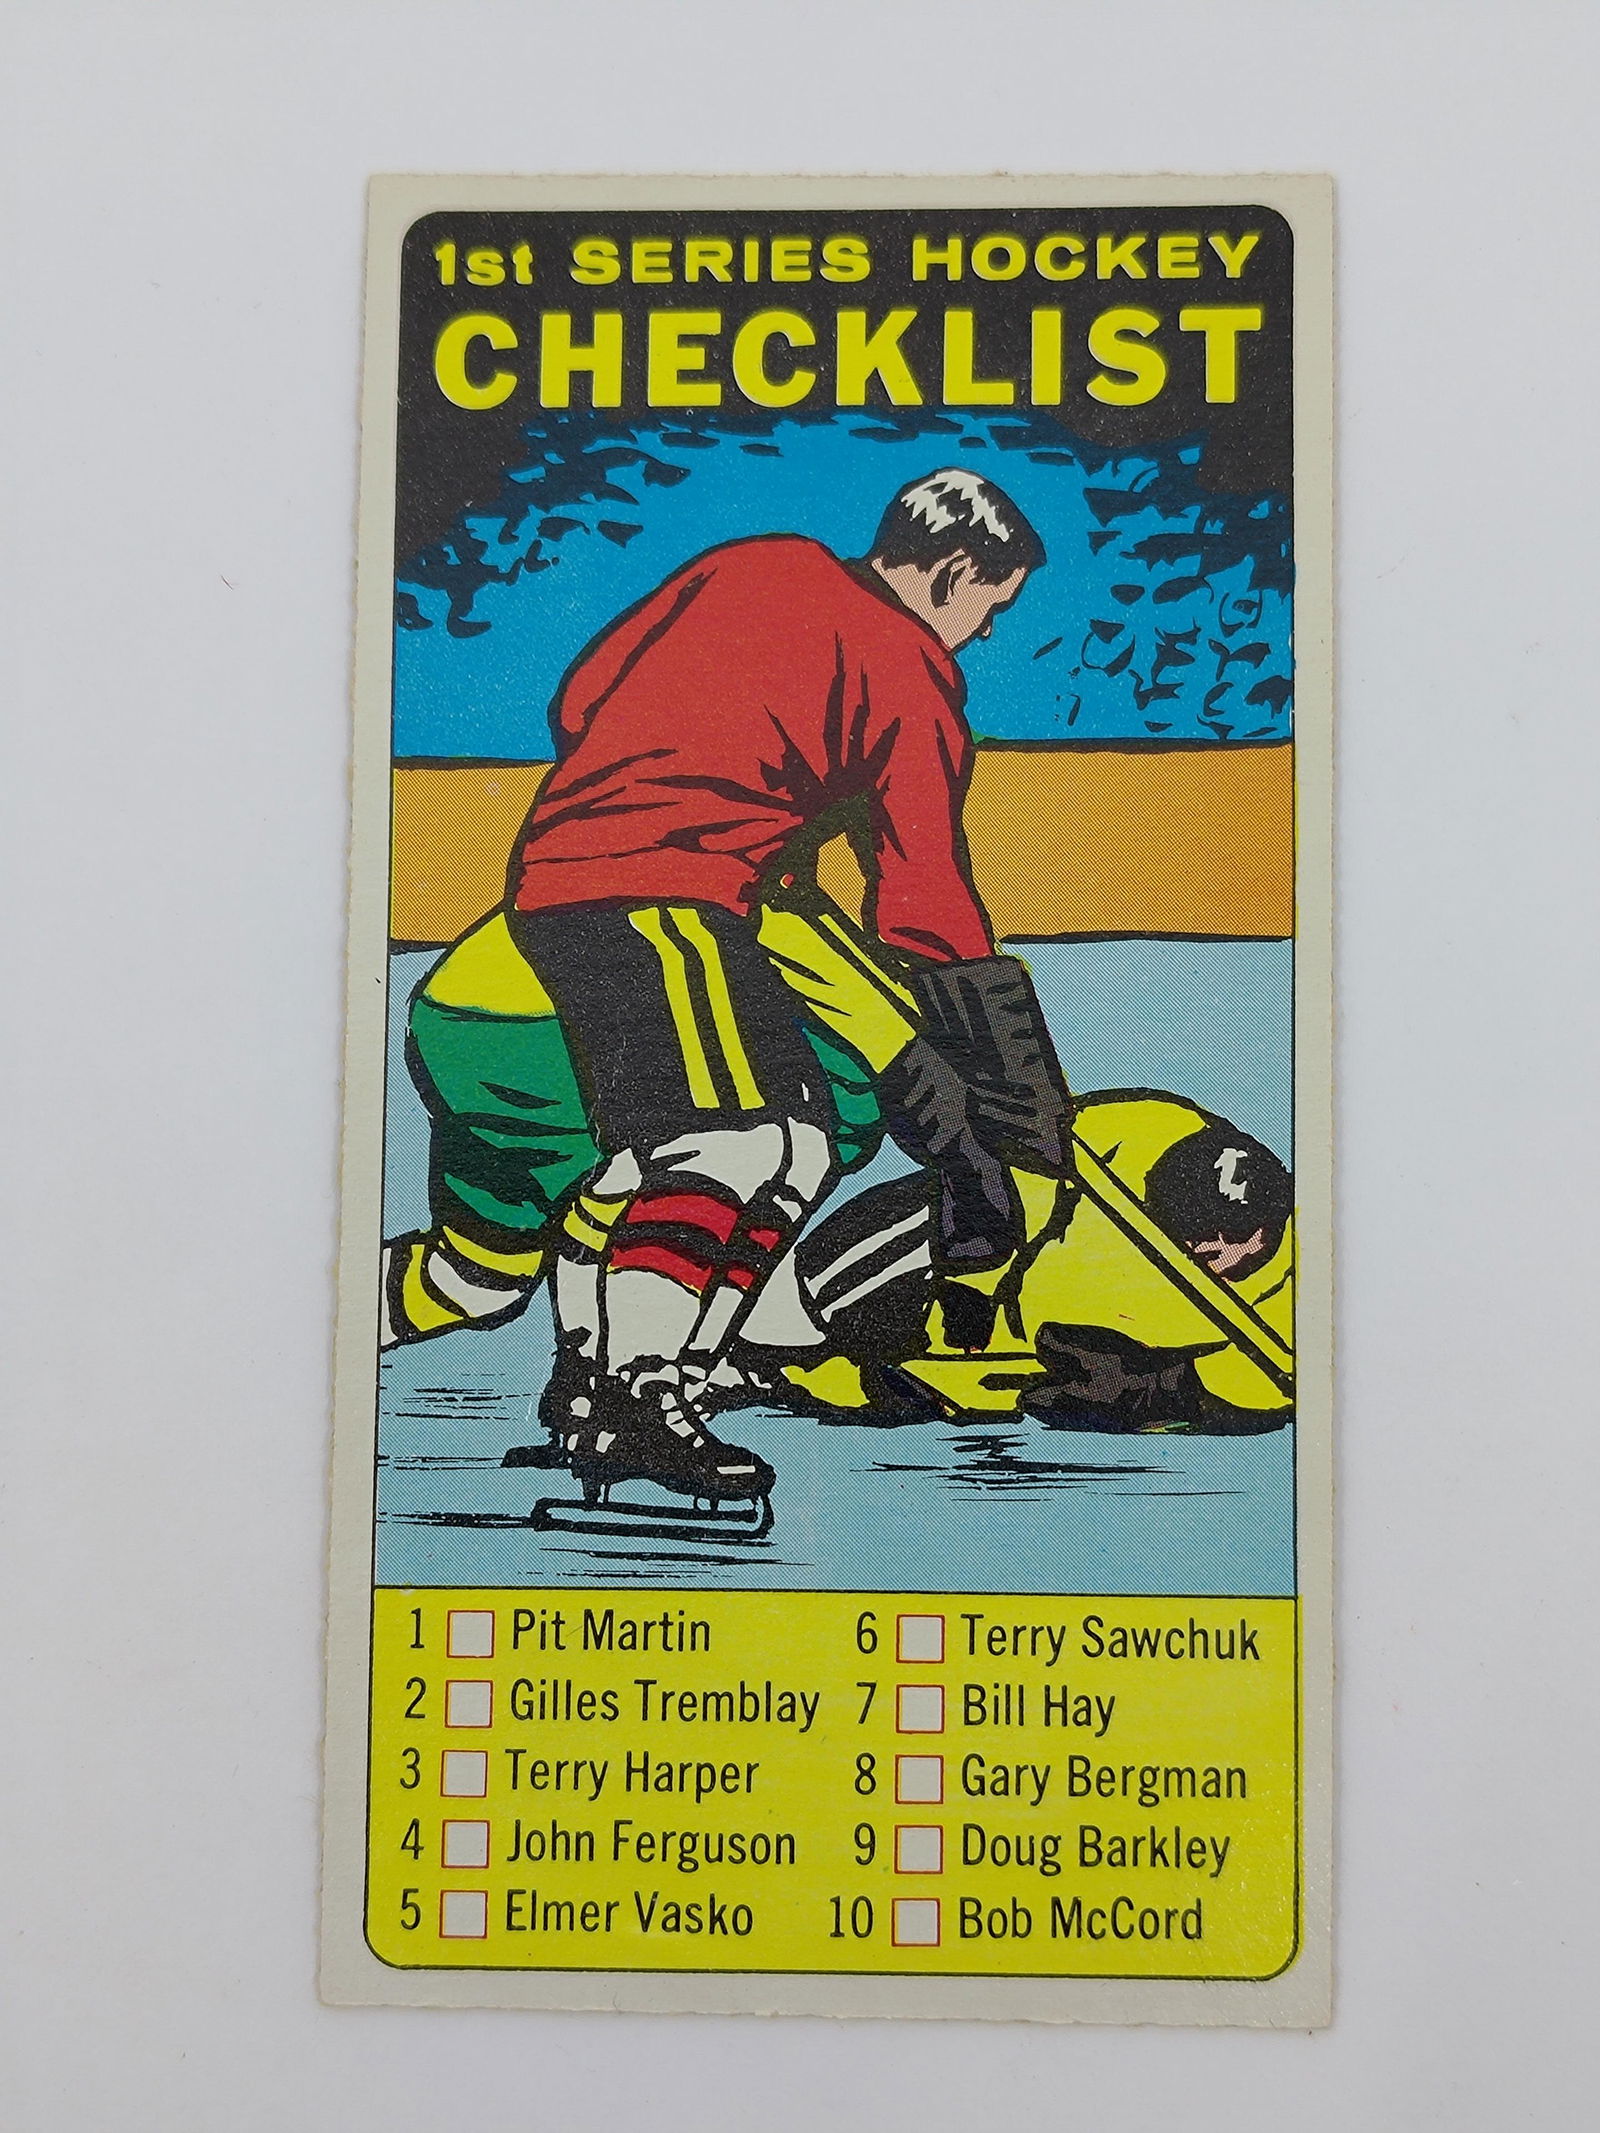 1st SERIES HOCKEY
CHECKLIST
1 Pit Martin
2 Gilles Tremblay
3 Terry Harper
4 John Ferguson
5 Elmer Vasko
6 Terry Sawchuk
7 Bill Hay
8 Gary Bergman
9 Doug Barkley
10 Bob McCord